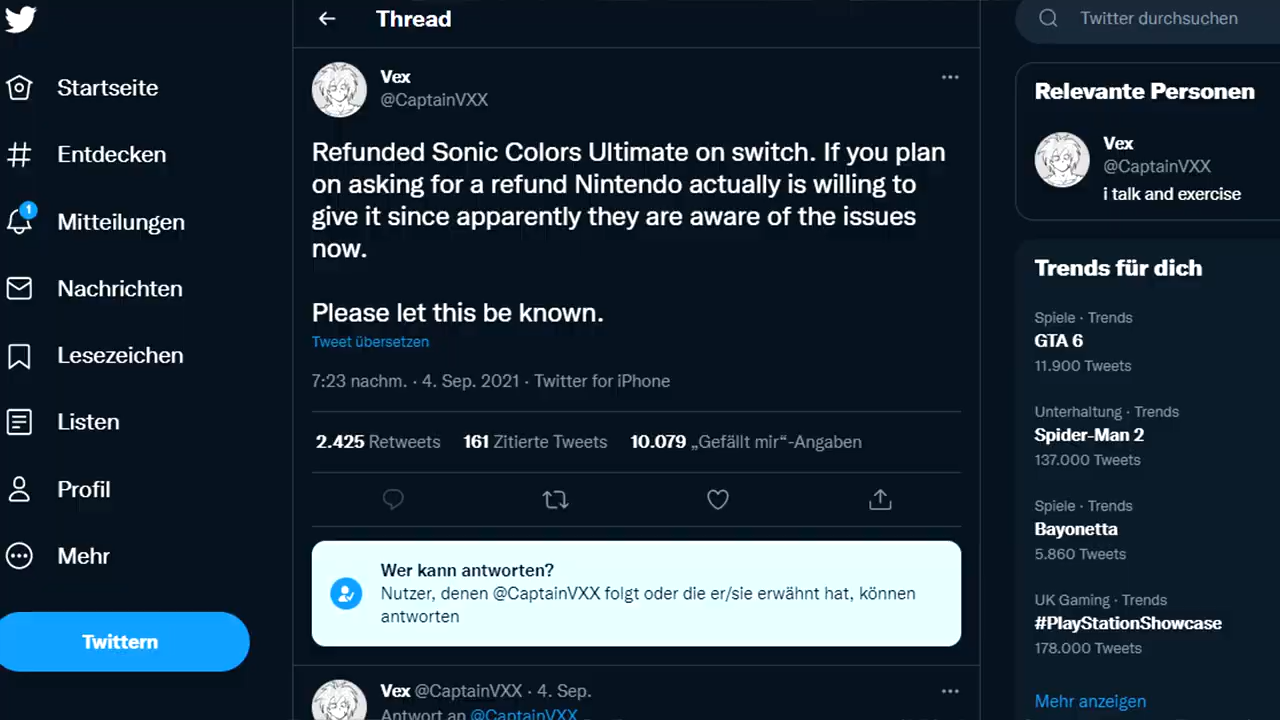 Thread
Twitter durchsuchen
Startseite
Entdecken
1
Mitteilungen
Nachrichten
Lesezeichen
Listen
Profil
Mehr
Twittern
Vex
@CaptainVXX
Refunded Sonic Colors Ultimate on switch. If you plan
on asking for a refund Nintendo actually is willing to
give it since apparently they are aware of the issues
now.
Please let this be known.
Tweet übersetzen
7:23 nachm. · 4. Sep. 2021 · Twitter for iPhone
2.425 Retweets 161 Zitierte Tweets 10.079 „Gefällt mir“-Angaben
Wer kann antworten?
Nutzer, denen @CaptainVXX folgt oder die er/sie erwähnt hat, können
antworten
Vex @CaptainVXX · 4. Sep.
Antwort an @CaptainVXX
Relevante Personen
Vex
@CaptainVXX
i talk and exercise
Trends für dich
Spiele · Trends
GTA 6
11.900 Tweets
Unterhaltung · Trends
Spider-Man 2
137.000 Tweets
Spiele · Trends
Bayonetta
5.860 Tweets
UK Gaming · Trends
#PlayStationShowcase
178.000 Tweets
Mehr anzeigen